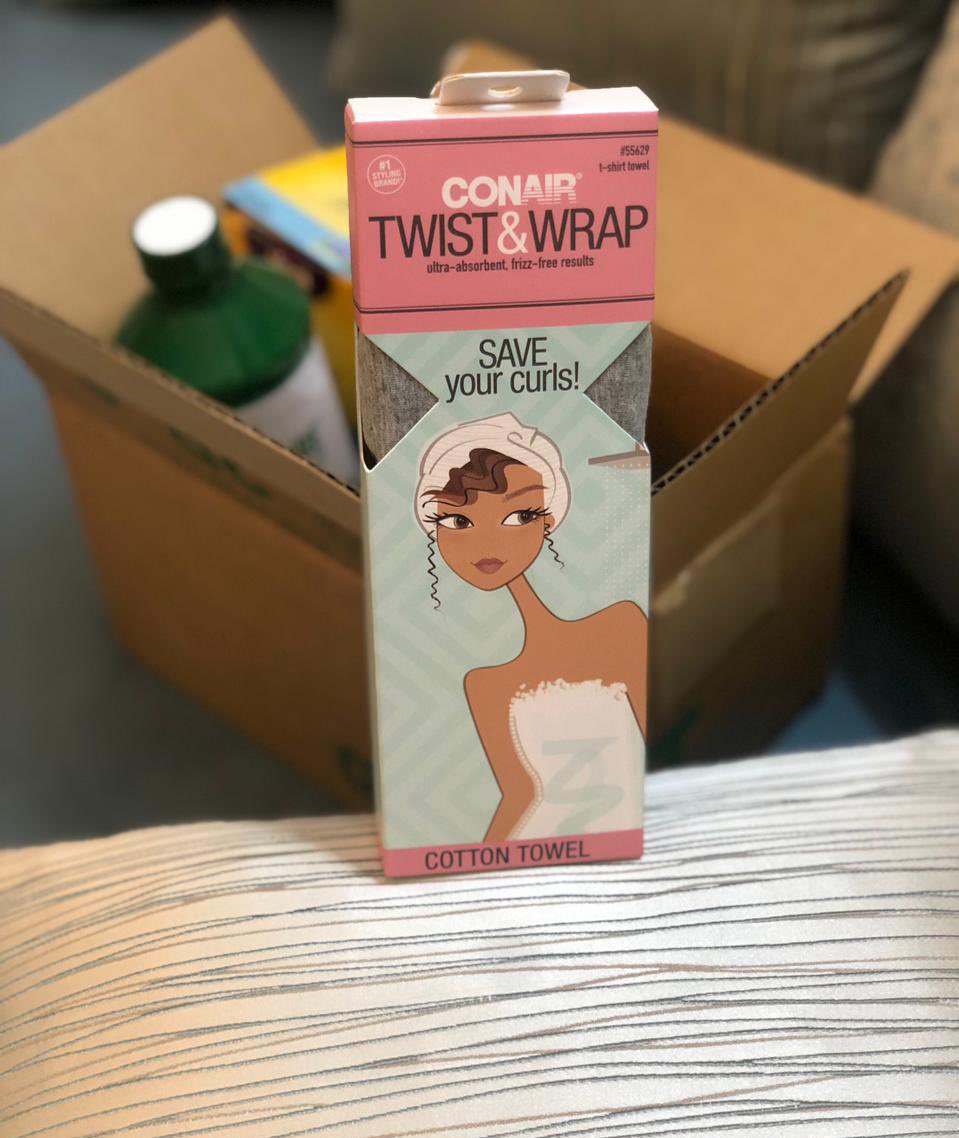 #1
STYLING
BRAND!*
#55629
t-shirt towel
CONAIR®
TWIST&WRAP
ultra-absorbent, frizz-free results
SAVE
your curls!
COTTON TOWEL